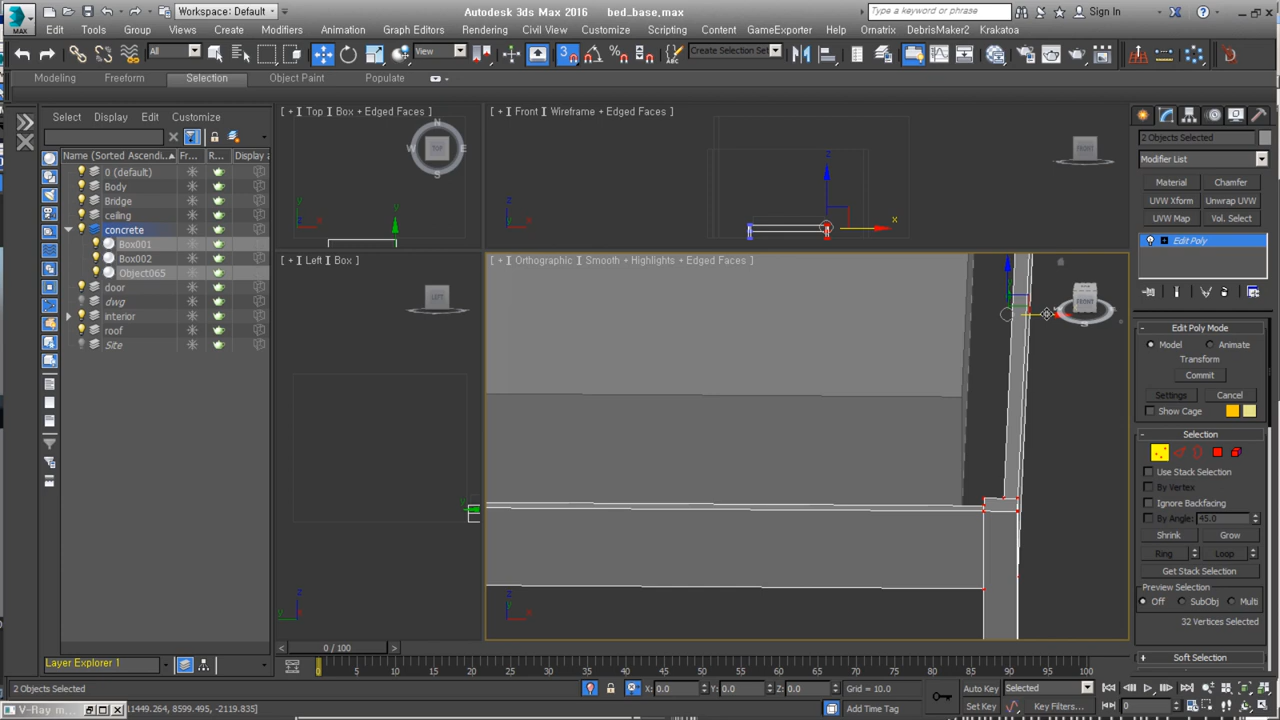 Workspace: Default
Autodesk 3ds Max 2016    bed_base.max
Type a keyword or phrase
Sign In
MAX
Edit Tools Group Views Create Modifiers Animation Graph Editors Rendering Civil View Customize Scripting Content Help GameExporter Ornatrix DebrisMaker2 Krakatoa
All
View
3
Create Selection Set
Modeling Freeform Selection Object Paint Populate
Select Display Edit Customize
Name (Sorted Ascending) Fr... R... Display a
0 (default)
Body
Bridge
ceiling
concrete
Box001
Box002
Object065
door
dwg
interior
roof
Site
Layer Explorer 1
[ + ] [ Top ] [ Box + Edged Faces ]
[ + ] [ Front ] [ Wireframe + Edged Faces ]
[ + ] [ Left ] [ Box ]
[ + ] [ Orthographic ] [ Smooth + Highlights + Edged Faces ]
N
W TOP E
FRONT
LEFT
FRONT
S
2 Objects Selected
Modifier List
Material Chamfer
UVW Xform Unwrap UVW
UVW Map Vol. Select
Edit Poly
- Edit Poly Mode
Model Animate
Transform
Commit
Settings Cancel
Show Cage
- Selection
Use Stack Selection
By Vertex
Ignore Backfacing
By Angle: 45.0
Shrink Grow
Ring Loop
Get Stack Selection
Preview Selection
Off SubObj Multi
32 Vertices Selected
+ Soft Selection
0 / 100
0 5 10 15 20 25 30 35 40 45 50 55 60 65 70 75 80 85 90 95 100
2 Objects Selected
X: 0.0 Y: 0.0 Z: 0.0 Grid = 10.0
Auto Key Selected
V-Ray m...
11449.264, 8599.495, -2119.835]
Add Time Tag
Set Key Key Filters... 0